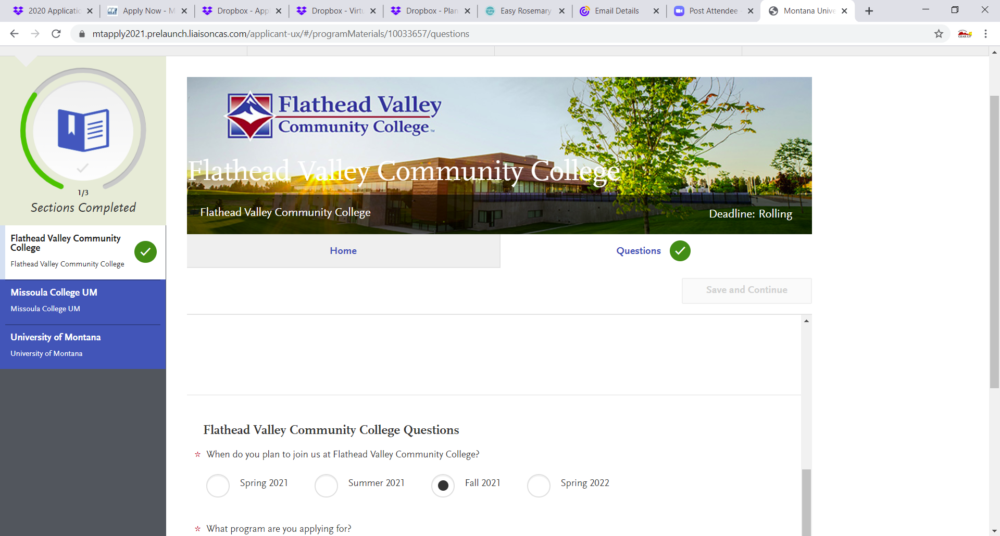 2020 Applicatio
Apply Now - M
Dropbox - App
Dropbox - Virtu
Dropbox - Plan
Easy Rosemary
Email Details
Post Attendee -
Montana Unive
mtapply2021.prelaunch.liaisoncas.com/applicant-ux/#/programMaterials/10033657/questions
GEAR UP
1/3
Sections Completed
Flathead Valley Community
College
Flathead Valley Community College
Missoula College UM
Missoula College UM
University of Montana
University of Montana
Flathead Valley
Community College™
Flathead Valley Community College
Flathead Valley Community College
Deadline: Rolling
Home
Questions
Save and Continue
Flathead Valley Community College Questions
* When do you plan to join us at Flathead Valley Community College?
Spring 2021 Summer 2021 Fall 2021 Spring 2022
* What program are you applying for?